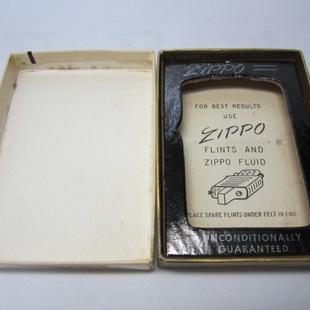 ZIPPO
FOR BEST RESULTS
USE
ZIPPO
FLINTS AND
ZIPPO FLUID
PLACE SPARE FLINTS UNDER FELT IN END
UNCONDITIONALLY
GUARANTEED